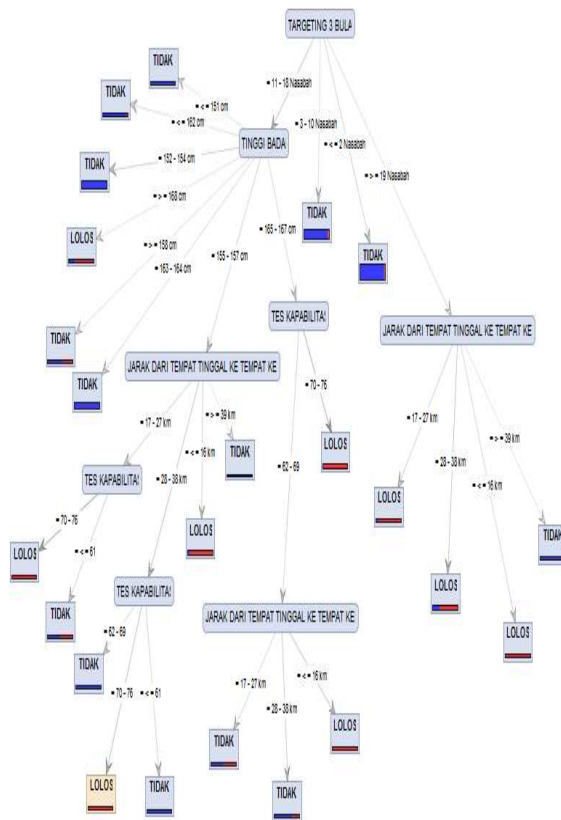 TARGETING 3 BULA
= 11 - 18 Nasabah
= 3 - 10 Nasabah
= < = 2 Nasabah
= > = 19 Nasabah
TIDAK
TIDAK
= < = 151 cm
= < = 162 cm
TINGGI BADA
TIDAK
= 152 - 154 cm
= > = 168 cm
LOLOS
= > = 158 cm
= 163 - 164 cm
= 155 - 157 cm
= 165 - 167 cm
TIDAK
TIDAK
TIDAK
TIDAK
TES KAPABILITA:
JARAK DARI TEMPAT TINGGAL KE TEMPAT KE
JARAK DARI TEMPAT TINGGAL KE TEMPAT KE
= 17 - 27 km
= 28 - 38 km
= < = 16 km
= > = 39 km
= 62 - 69
= 70 - 76
= 17 - 27 km
= 28 - 38 km
= < = 16 km
= > = 39 km
TES KAPABILITA:
TIDAK
LOLOS
LOLOS
LOLOS
TIDAK
= 70 - 76
= < = 61
LOLOS
LOLOS
LOLOS
TIDAK
TES KAPABILITA:
JARAK DARI TEMPAT TINGGAL KE TEMPAT KE
= 62 - 69
= 70 - 76
= < = 61
= 17 - 27 km
= 28 - 38 km
= < = 16 km
TIDAK
TIDAK
LOLOS
LOLOS
TIDAK
TIDAK